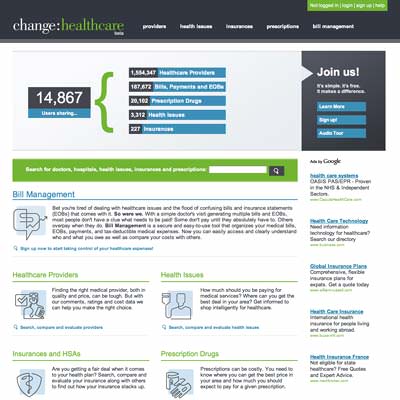 Not logged in | login | sign up | help
change:healthcare
beta
providers health issues insurances prescriptions bill management
14,867
Users sharing...
1,554,347 Healthcare Providers
187,672 Bills, Payments and EOBs
20,102 Prescription Drugs
3,312 Health Issues
227 Insurances
Join us!
It's simple. It's free.
It makes a difference.
Learn More
Sign up!
Audio Tour
Search for doctors, hospitals, health issues, insurances and prescriptions:
Bill Management
Bet you're tired of dealing with healthcare issues and the flood of confusing bills and insurance statements
(EOBs) that comes with it. So were we. With a simple doctor's visit generating multiple bills and EOBs,
most people don't have a clue what needs to be paid! Some don't pay until they absolutely have to. Others
overpay when they do. Bill Management is a secure and easy-to-use tool that organizes your medical bills,
EOBs, payments, and tax-deductible medical expenses. Now you can easily access and clearly understand
who and what you owe as well as compare your costs with others.
Sign up now to start taking control of your healthcare expenses!
Healthcare Providers
Finding the right medical provider, both in
quality and price, can be tough. But with
our comments, ratings and cost data we
can help you make the right choice.
Search, compare and evaluate providers
Health Issues
How much should you be paying for
medical services? Where can you get the
best deal in your area? Get informed to
shop intelligently for healthcare.
Search, compare and evaluate health issues
Insurances and HSAs
Are you getting a fair deal when it comes
to your health? Search, compare and
evaluate your insurance along with others
to find out how your insurance stacks up.
Prescription Drugs
Prescriptions can be costly. You need to
know where you can get the best price in
your area and how much you should
expect to pay for a given prescription.
Ads by Google
health care systems
OASIS PAS/EPR - Proven
in the NHS & Independent
Sectors.
Health Care Technology
Need information
technology for healthcare?
Search our directory
www.business.com
Global Insurance Plans
Comprehensive, flexible
insurance plans for
expats. Get a quote today
Health Care Insurance
International health
insurance for people living
and working abroad.
Health Insurance France
Not eligible for state
healthcare? Free Quotes
and Expert Advice.